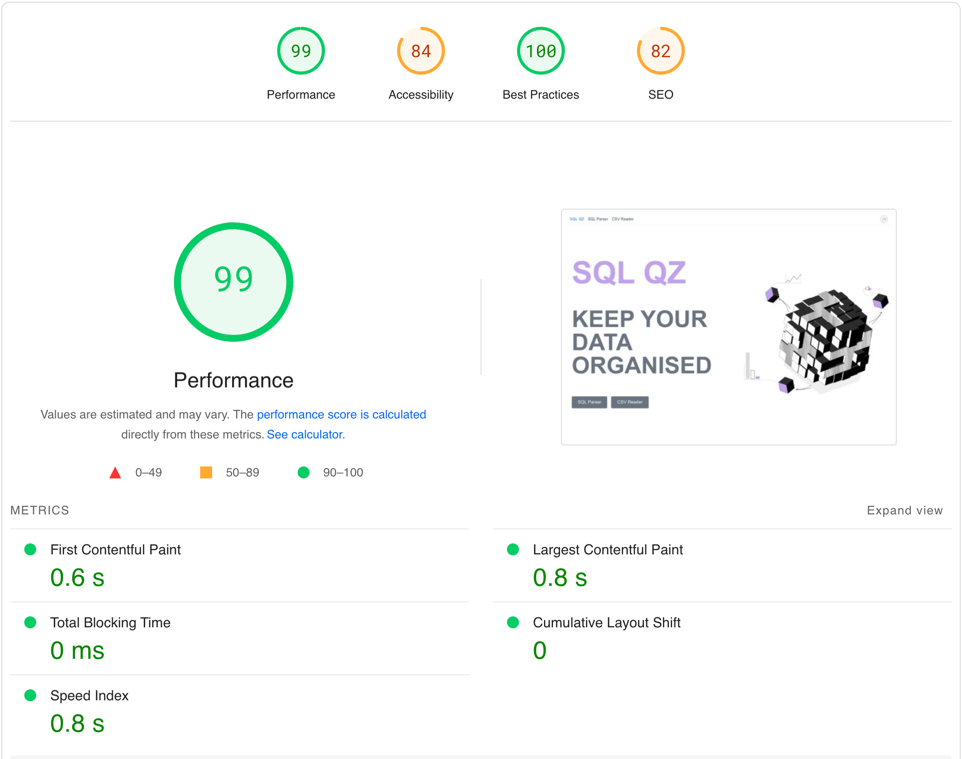 99
84
100
82
Performance
Accessibility
Best Practices
SEO
99
Performance
Values are estimated and may vary. The performance score is calculated
directly from these metrics. See calculator.
0–49
50–89
90–100
SQL QZ SQL Parser CSV Reader
SQL QZ
KEEP YOUR
DATA
ORGANISED
SQL Parser
CSV Reader
METRICS
Expand view
First Contentful Paint
0.6 s
Largest Contentful Paint
0.8 s
Total Blocking Time
0 ms
Cumulative Layout Shift
0
Speed Index
0.8 s